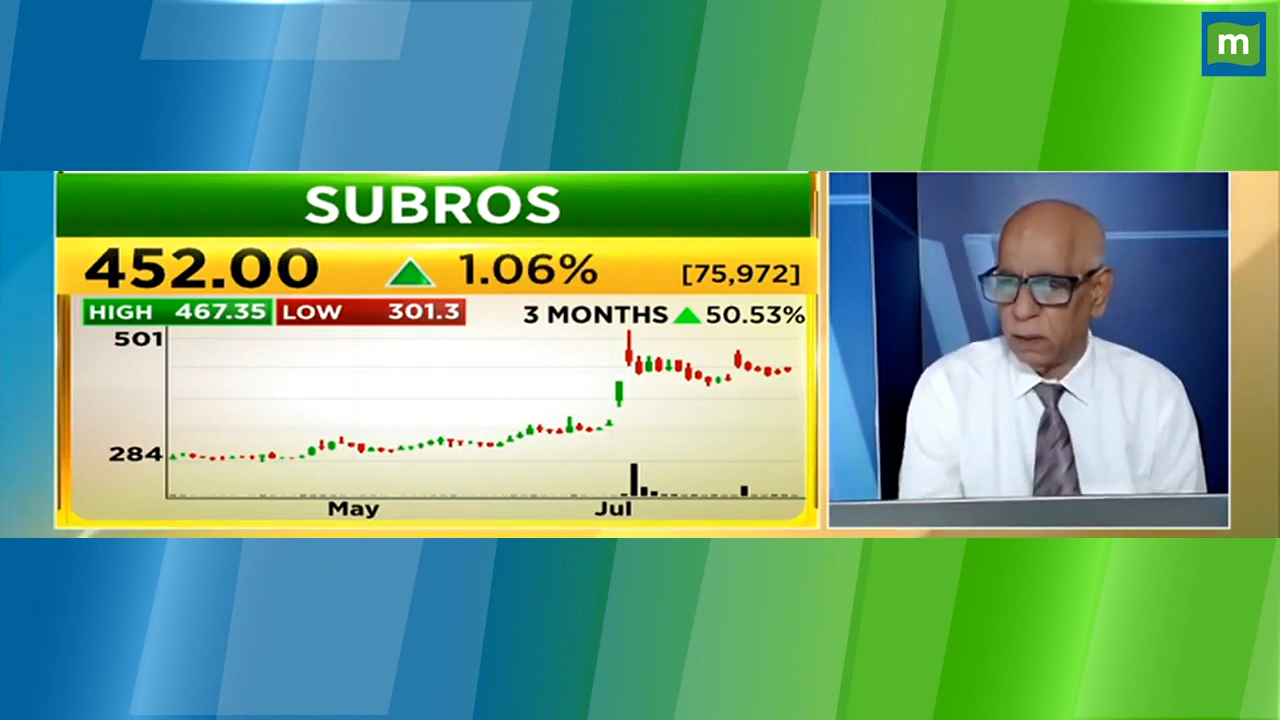 m
SUBROS
452.00 ▲ 1.06% [75,972]
HIGH 467.35 LOW 301.3 3 MONTHS ▲ 50.53%
501
284
May Jul